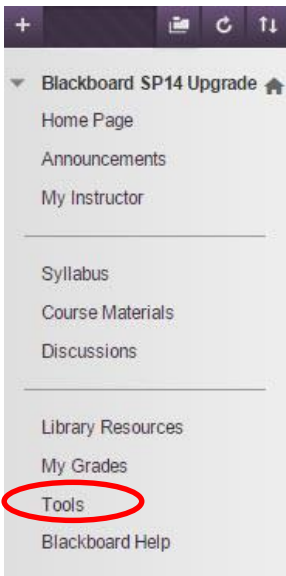 Blackboard SP14 Upgrade
Home Page
Announcements
My Instructor
Syllabus
Course Materials
Discussions
Library Resources
My Grades
Tools
Blackboard Help